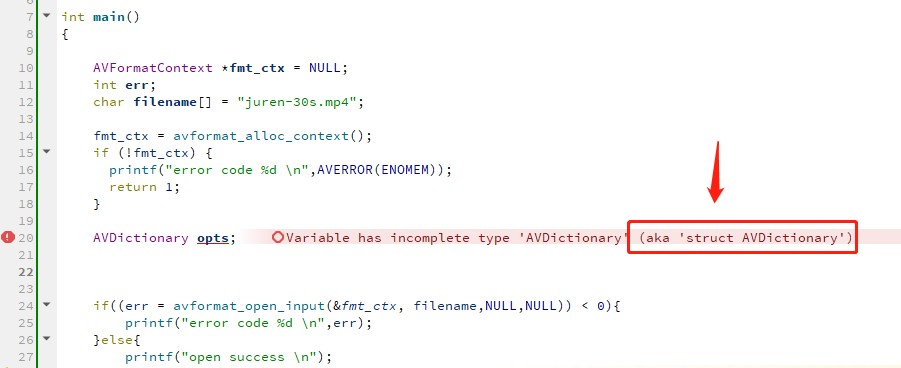 7 int main()
8 {
9
10 AVFormatContext *fmt_ctx = NULL;
11 int err;
12 char filename[] = "juren-30s.mp4";
13
14 fmt_ctx = avformat_alloc_context();
15 if (!fmt_ctx) {
16 printf("error code %d \n",AVERROR(ENOMEM));
17 return 1;
18 }
19
20 AVDictionary opts; Variable has incomplete type 'AVDictionary' (aka 'struct AVDictionary')
21
22
23
24 if((err = avformat_open_input(&fmt_ctx, filename,NULL,NULL)) < 0){
25 printf("error code %d \n",err);
26 }else{
27 printf("open success \n");